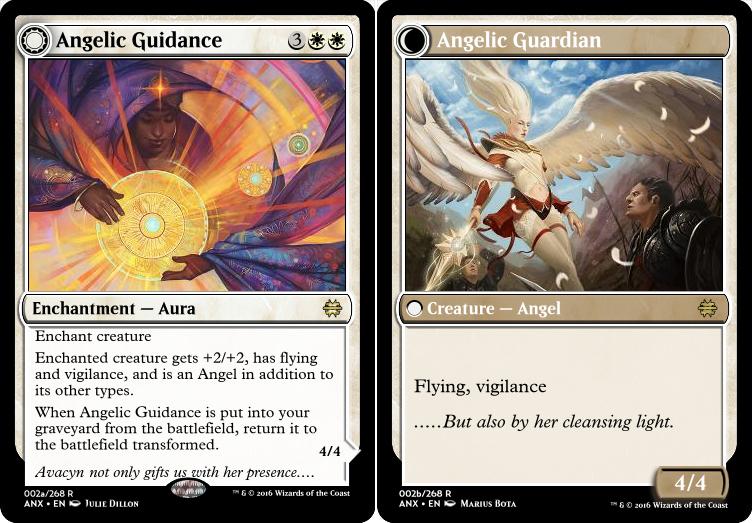 Angelic Guidance 3
Enchantment — Aura
Enchant creature
Enchanted creature gets +2/+2, has flying
and vigilance, and is an Angel in addition to
its other types.
When Angelic Guidance is put into your
graveyard from the battlefield, return it to
the battlefield transformed.
4/4
Avacyn not only gifts us with her presence....
002a/268 R
ANX • EN JULIE DILLON
™ & © 2016 Wizards of the Coast
Angelic Guardian
Creature — Angel
Flying, vigilance
.....But also by her cleansing light.
4/4
002b/268 R
ANX • EN MARIUS BOTA
™ & © 2016 Wizards of the Coast